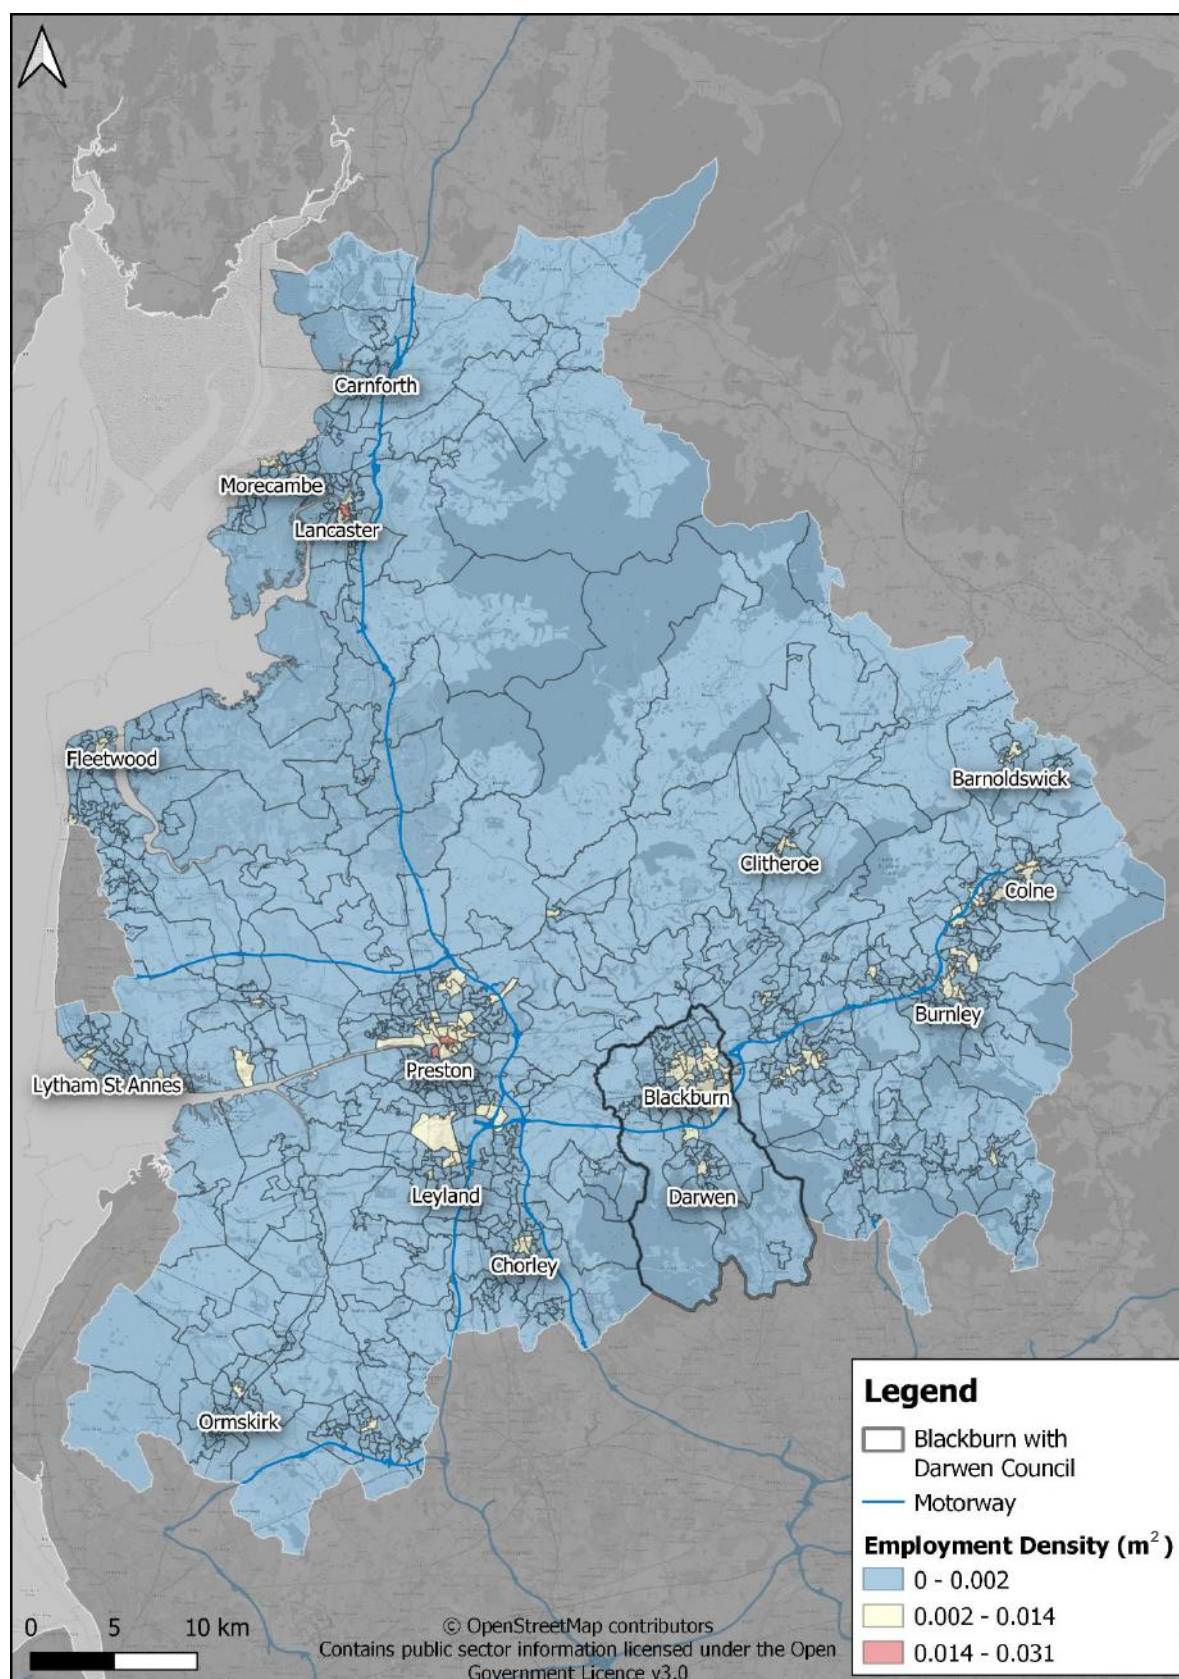 Carnforth
Morecambe
Lancaster
Fleetwood
Barnoldswick
Clitheroe
Colne
Burnley
Preston
Lytham St Annes
Blackburn
Leyland
Darwen
Chorley
Ormskirk
Legend
Blackburn with
Darwen Council
Motorway
Employment Density (m²)
0 - 0.002
0.002 - 0.014
0.014 - 0.031
0 5 10 km
© OpenStreetMap contributors
Contains public sector information licensed under the Open
Government Licence v3.0